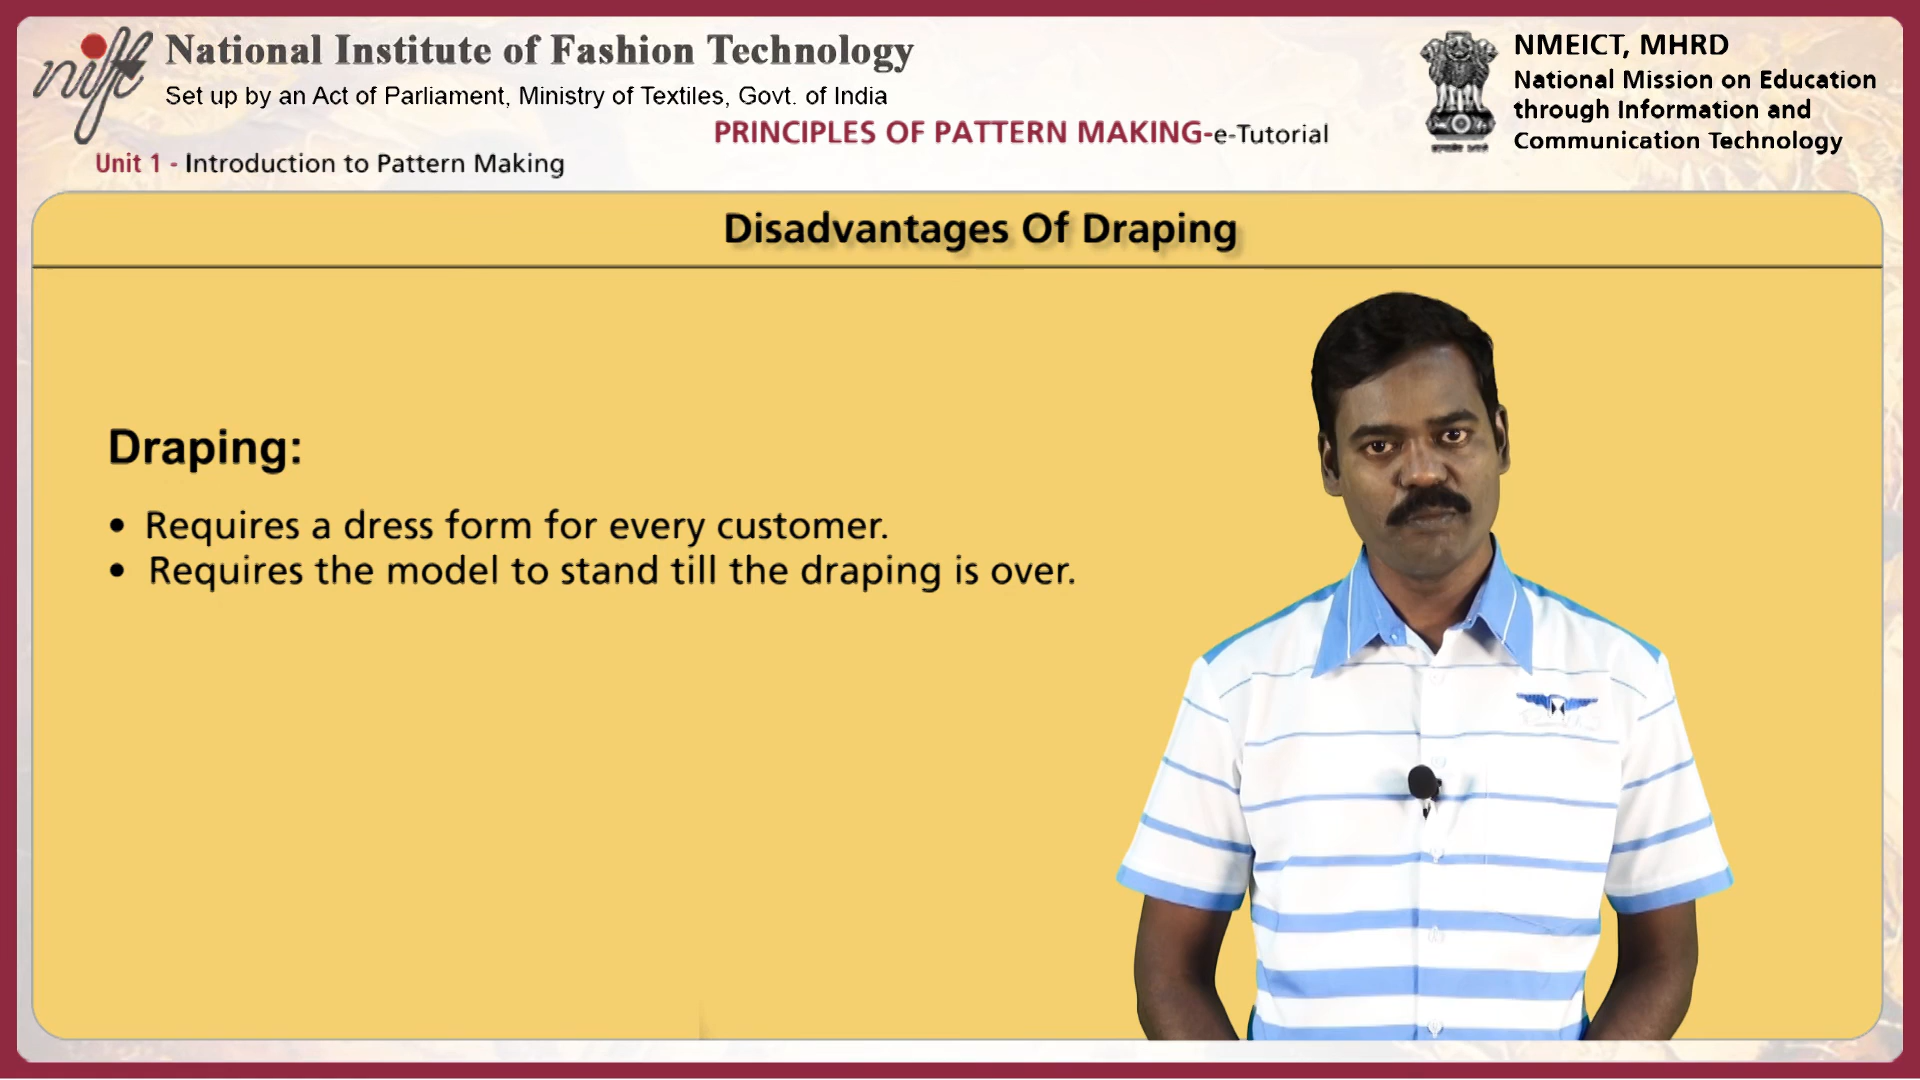 nift
National Institute of Fashion Technology
Set up by an Act of Parliament, Ministry of Textiles, Govt. of India
PRINCIPLES OF PATTERN MAKING-e-Tutorial
Unit 1 - Introduction to Pattern Making
NMEICT, MHRD
National Mission on Education
through Information and
Communication Technology
Disadvantages Of Draping
Draping:
• Requires a dress form for every customer.
• Requires the model to stand till the draping is over.